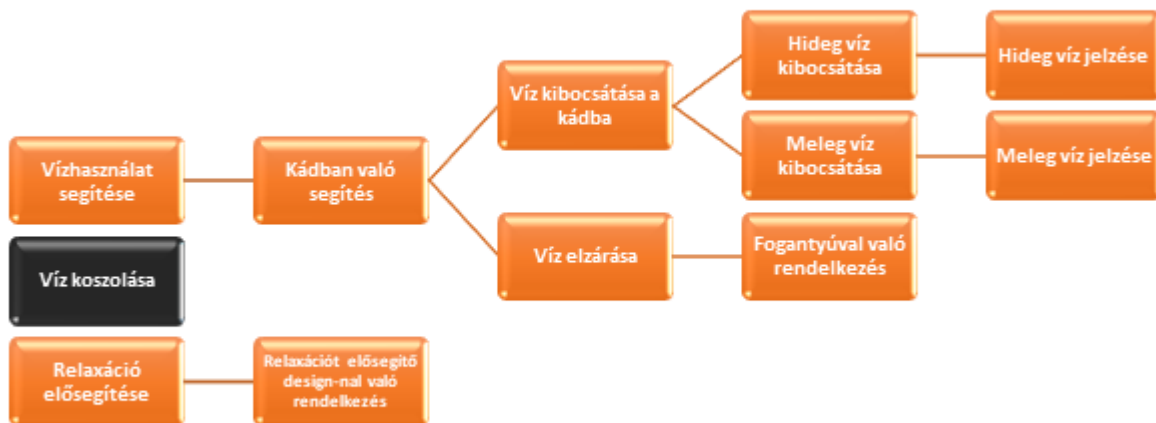 Hideg víz
kibocsátása
Hideg víz jelzése
Víz kibocsátása a
kádba
Meleg víz
kibocsátása
Meleg víz jelzése
Vízhasználat
segítése
Kádban való
segítés
Víz elzárása
Fogantyúval való
rendelkezés
Víz koszolása
Relaxáció
elősegítése
Relaxációt elősegítő
design-nal való
rendelkezés